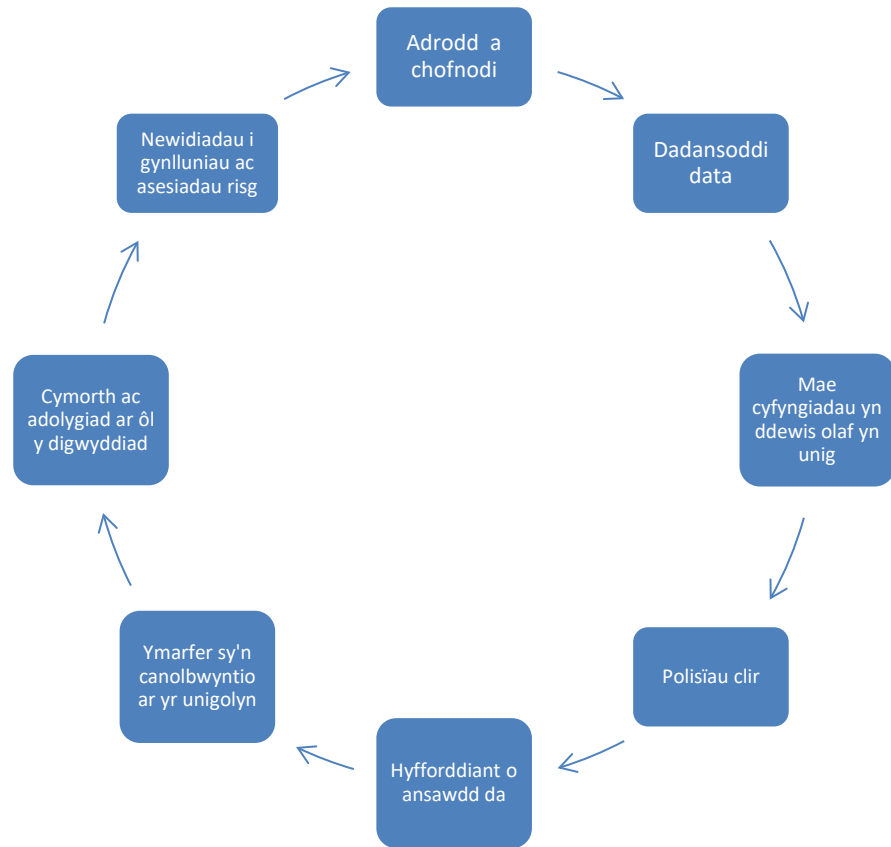 Adrodd a
chofnodi
Dadansoddi
data
Mae
cyfyngiadau yn
ddewis olaf yn
unig
Polisïau clir
Hyfforddiant o
ansawdd da
Ymarfer sy'n
canolbwyntio
ar yr unigolyn
Cymorth ac
adolygiad ar ôl
y digwyddiad
Newidiadau i
gynlluniau ac
asesiadau risg